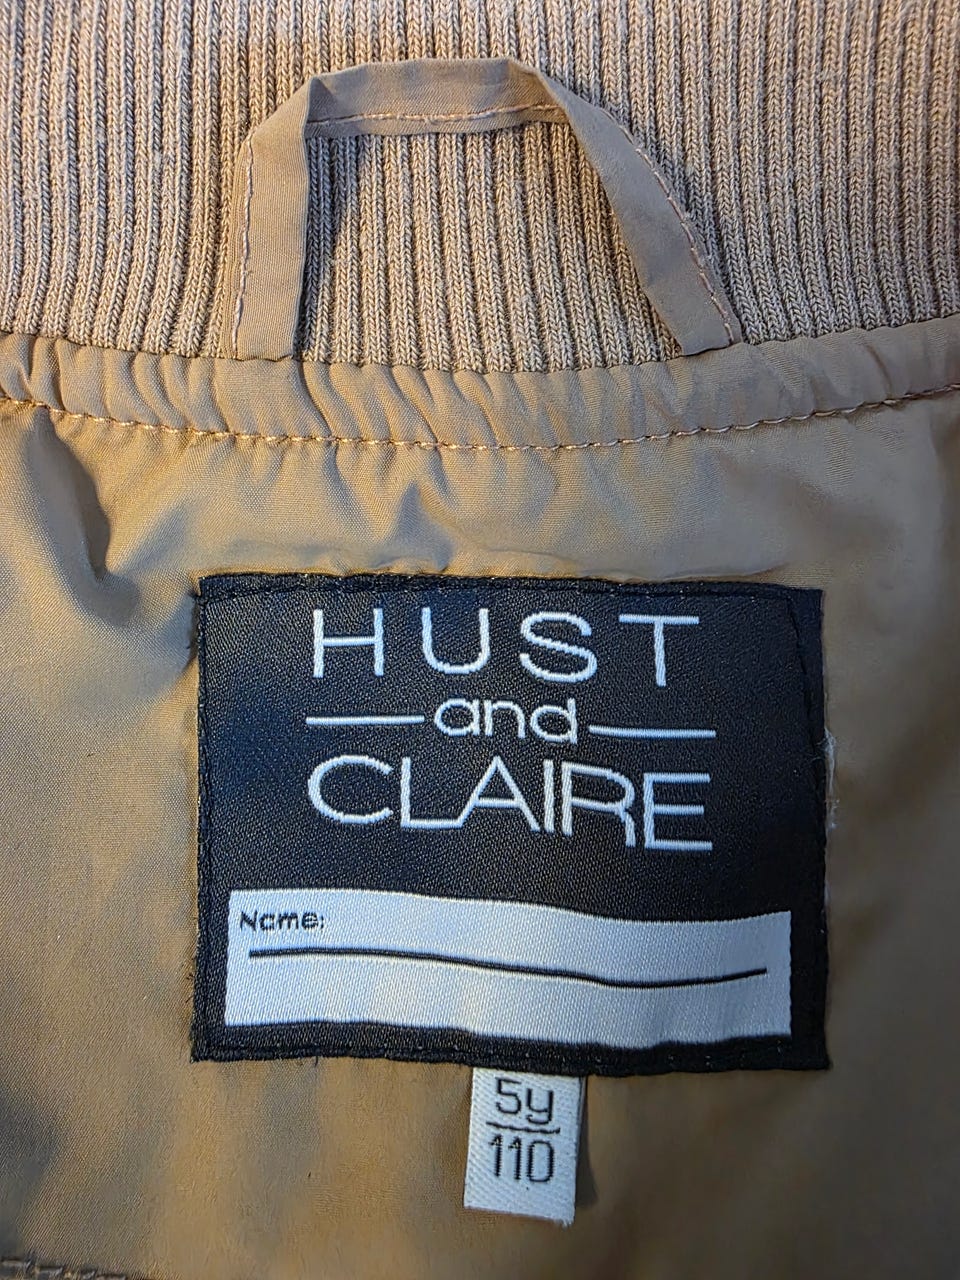 HUST
and
CLAIRE
Name:
5y
110